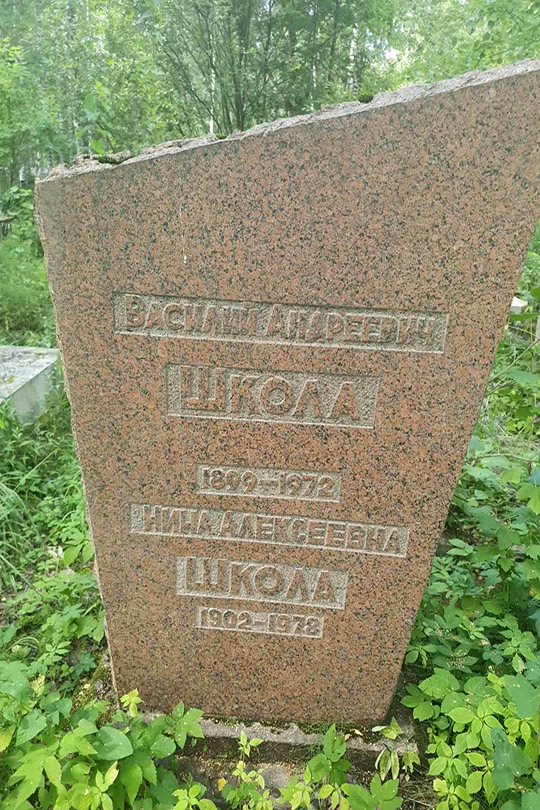 Василий Андреевич
ШКОЛА
1899-1972
НИНА АЛЕКСЕЕВНА
ШКОЛА
1902-1978